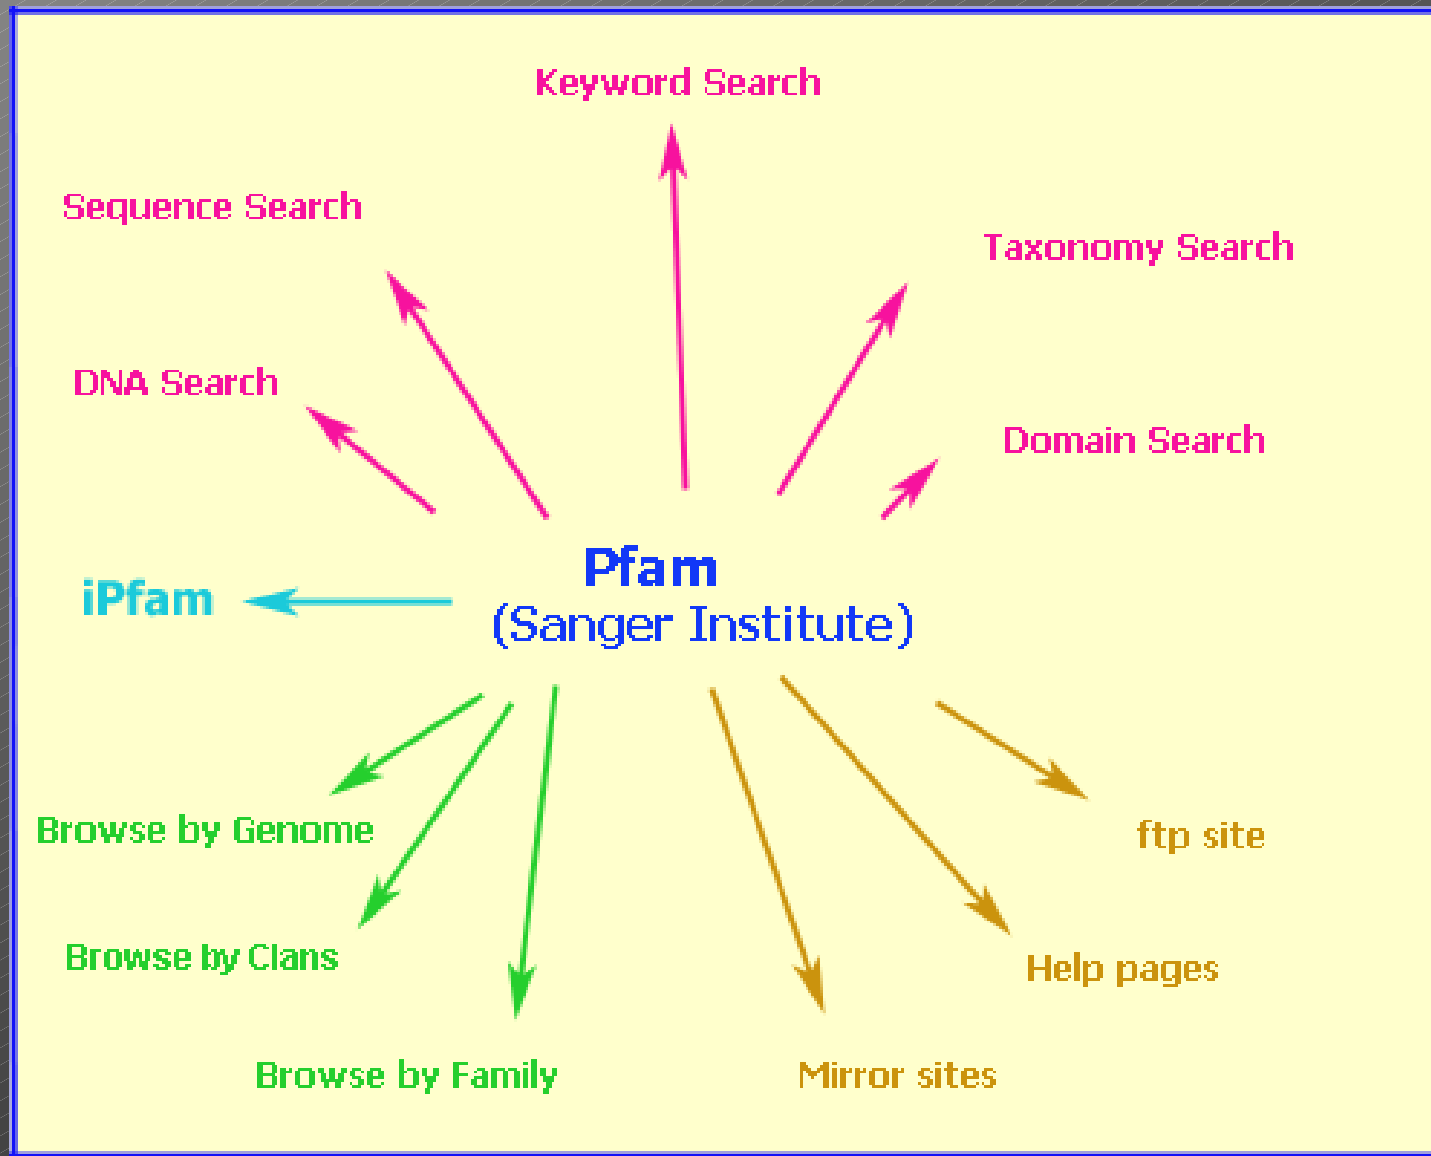 Keyword Search
Sequence Search
Taxonomy Search
DNA Search
Domain Search
Pfam
iPfam
(Sanger Institute)
Browse by Genome
ftp site
Browse by Clans
Help pages
Browse by Family
Mirror sites